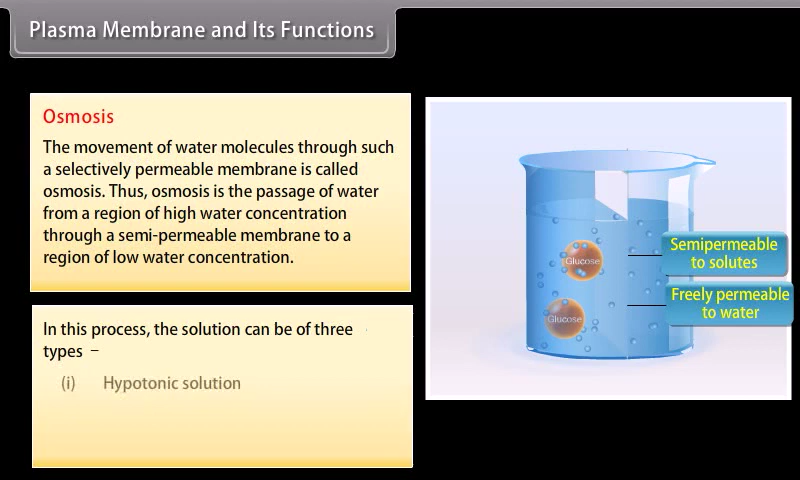 Plasma Membrane and Its Functions
Osmosis
The movement of water molecules through such
a selectively permeable membrane is called
osmosis. Thus, osmosis is the passage of water
from a region of high water concentration
through a semi-permeable membrane to a
region of low water concentration.
In this process, the solution can be of three
types –
(i) Hypotonic solution
Glucose
Glucose
Semipermeable
to solutes
Freely permeable
to water